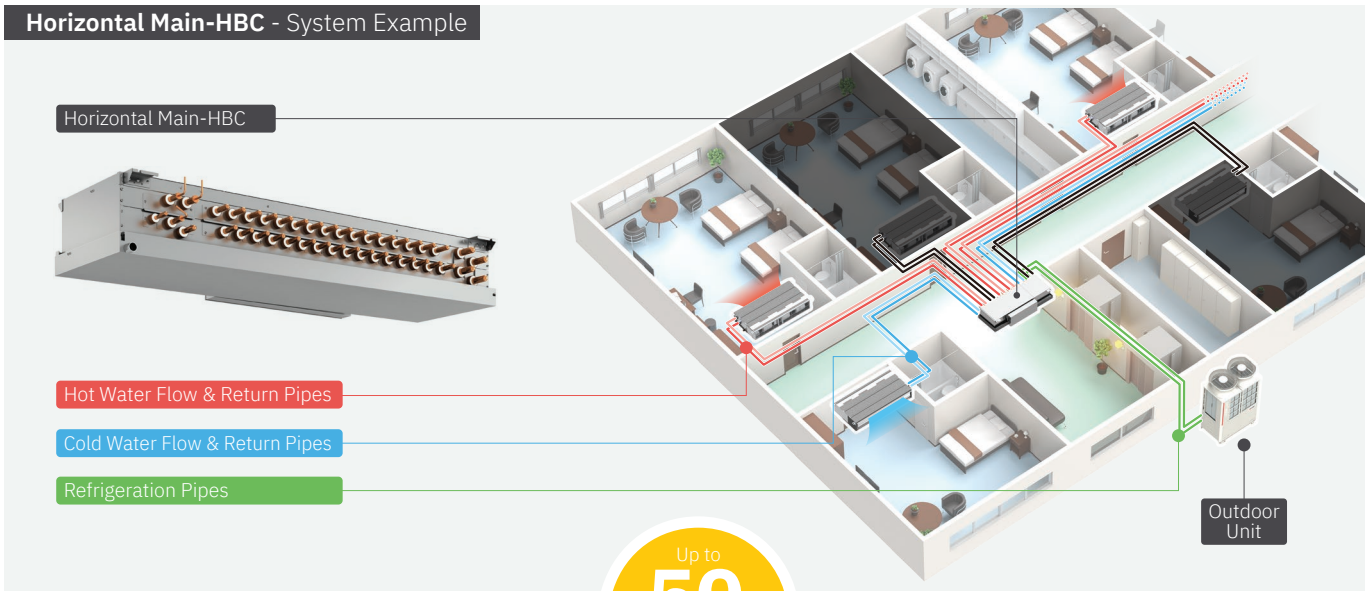 Horizontal Main-HBC - System Example
Horizontal Main-HBC
Hot Water Flow & Return Pipes
Cold Water Flow & Return Pipes
Refrigeration Pipes
Outdoor
Unit
Up to
50